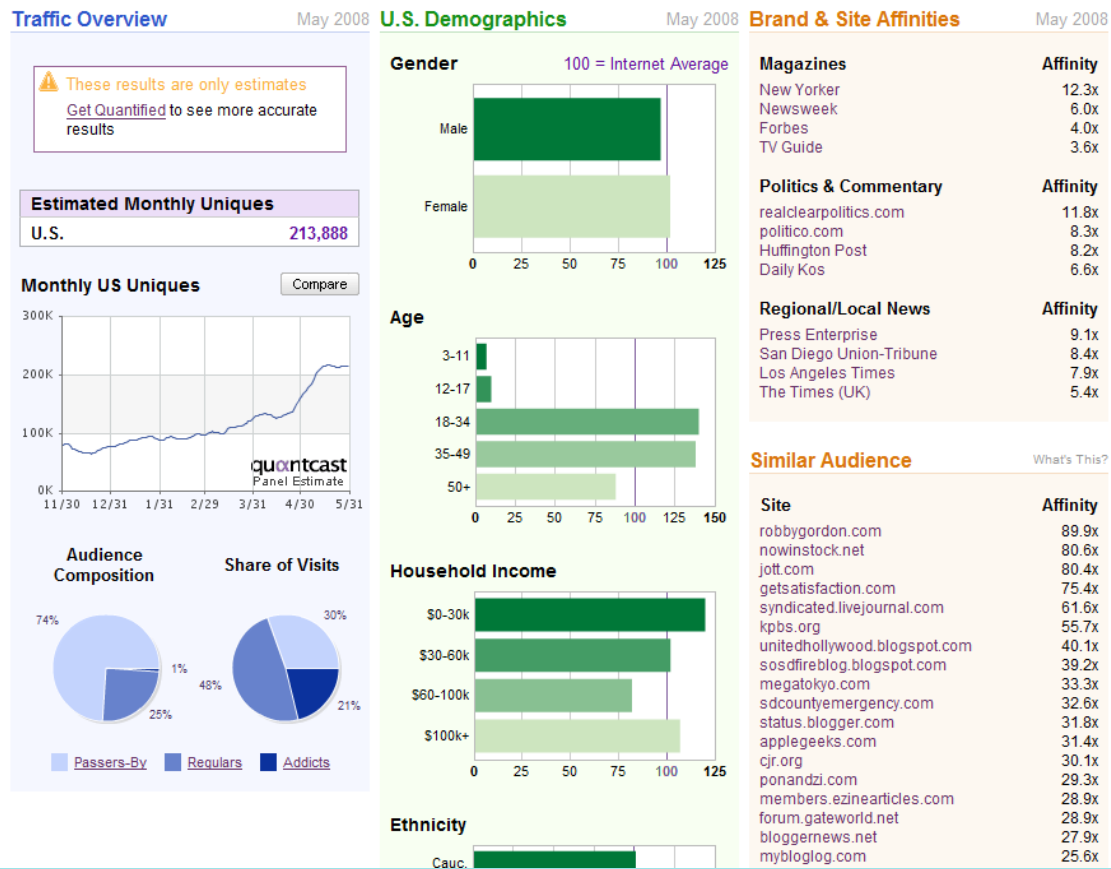 Traffic Overview May 2008
These results are only estimates
Get Quantified to see more accurate
results
Estimated Monthly Uniques
U.S. 213,888
Monthly US Uniques Compare
300K
200K
100K
0K
quantcast
Panel Estimate
11/30 12/31 1/31 2/29 3/31 4/30 5/31
Audience
Composition
Share of Visits
74%
1%
25%
30%
48%
21%
Passers-By Regulars Addicts
U.S. Demographics May 2008
Gender 100 = Internet Average
Male
Female
0 25 50 75 100 125
Age
3-11
12-17
18-34
35-49
50+
0 25 50 75 100 125 150
Household Income
$0-30k
$30-60k
$60-100k
$100k+
0 25 50 75 100 125
Ethnicity
Cauc.
Brand & Site Affinities May 2008
Magazines Affinity
New Yorker 12.3x
Newsweek 6.0x
Forbes 4.0x
TV Guide 3.6x
Politics & Commentary Affinity
realclearpolitics.com 11.8x
politico.com 8.3x
Huffington Post 8.2x
Daily Kos 6.6x
Regional/Local News Affinity
Press Enterprise 9.1x
San Diego Union-Tribune 8.4x
Los Angeles Times 7.9x
The Times (UK) 5.4x
Similar Audience What's This?
Site Affinity
robbygordon.com 89.9x
nowinstock.net 80.6x
jott.com 80.4x
getsatisfaction.com 75.4x
syndicated.livejournal.com 61.6x
kpbs.org 55.7x
unitedhollywood.blogspot.com 40.1x
sosdfireblog.blogspot.com 39.2x
megatokyo.com 33.3x
sdcountyemergency.com 32.6x
status.blogger.com 31.8x
applegeeks.com 31.4x
cjr.org 30.1x
ponandzi.com 29.3x
members.ezinearticles.com 28.9x
forum.gateworld.net 28.9x
bloggernews.net 27.9x
mybloglog.com 25.6x